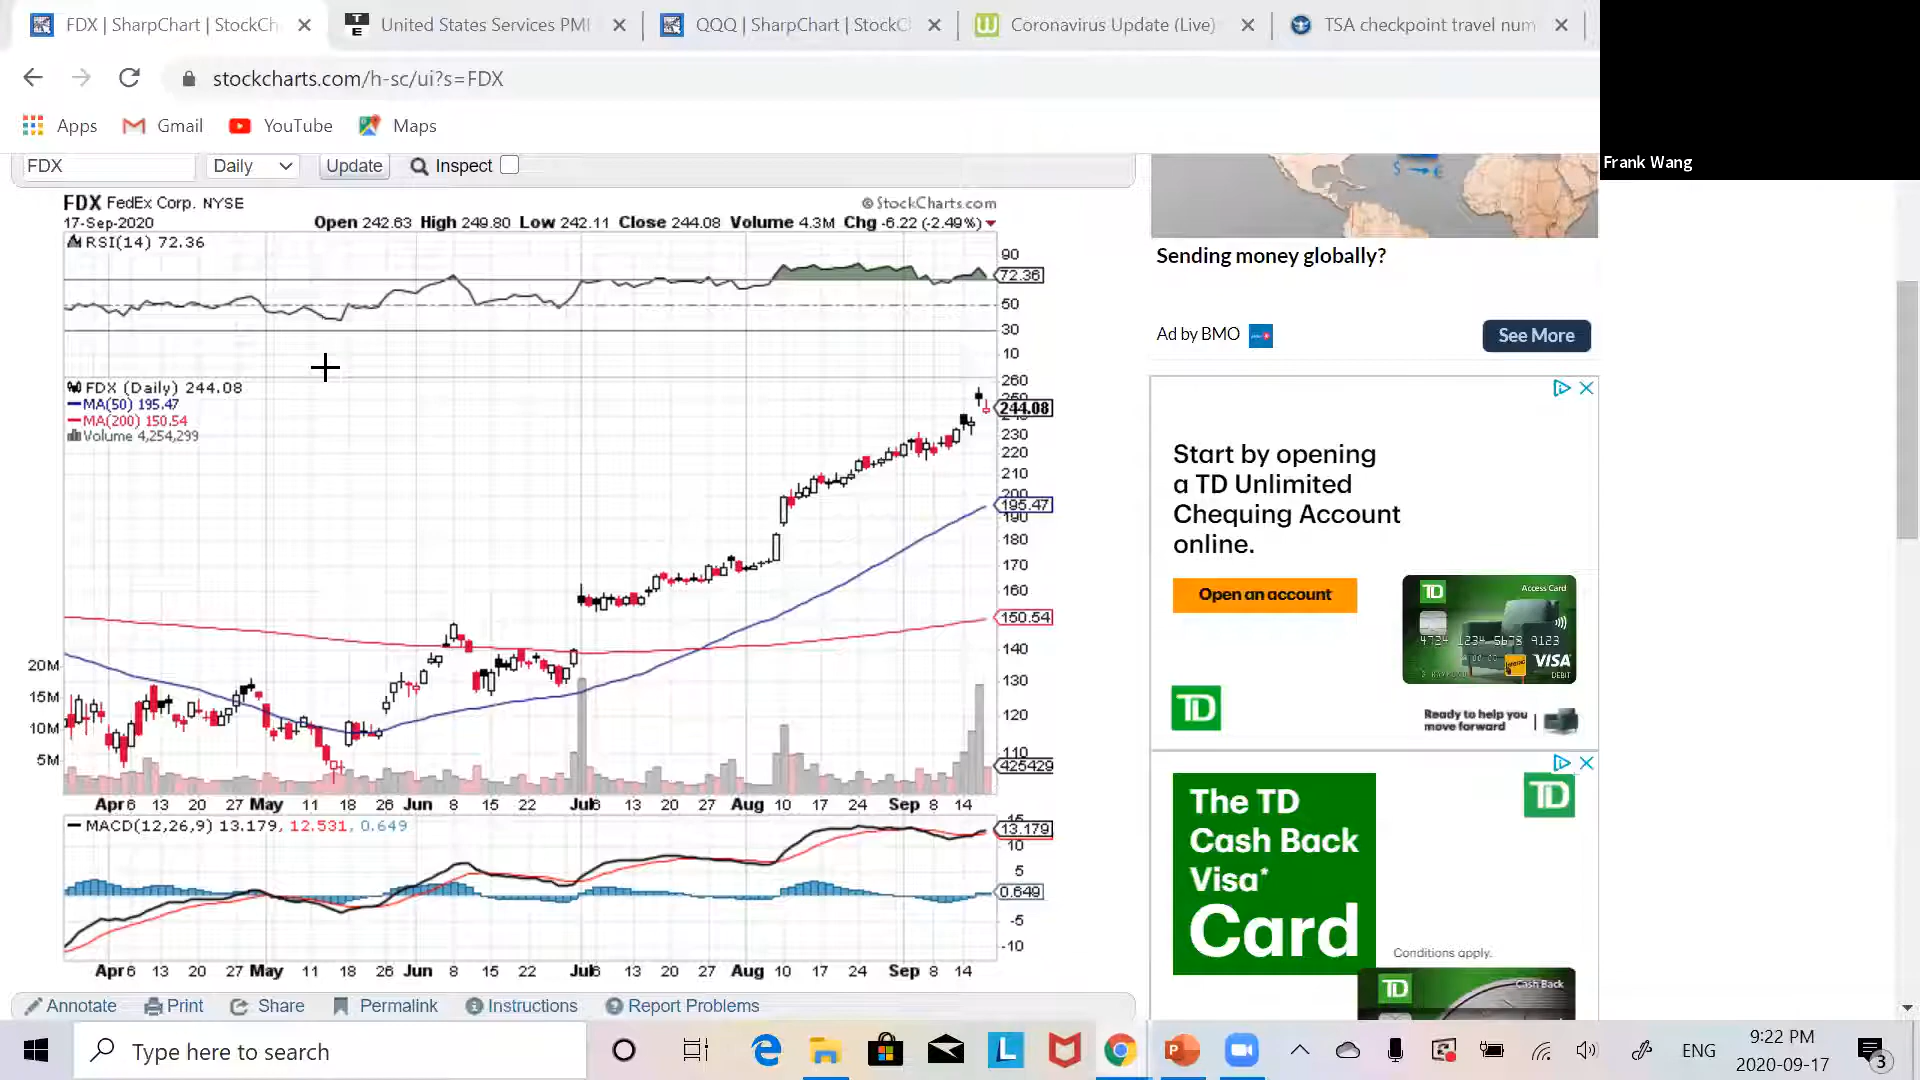 FDX | SharpChart | StockCh
United States Services PMI
QQQ | SharpChart | StockC
Coronavirus Update (Live)
TSA checkpoint travel num
stockcharts.com/h-sc/ui?s=FDX
Apps Gmail YouTube Maps
Frank Wang
FDX Daily Update Inspect
FDX FedEx Corp. NYSE
© StockCharts.com
17-Sep-2020
Open 242.63 High 249.80 Low 242.11 Close 244.08 Volume 4.3M Chg -6.22 (-2.49%)
RSI(14) 72.36
90
72.36
50
30
10
FDX (Daily) 244.08
MA(50) 195.47
MA(200) 150.54
Volume 4,254,299
260
244.08
230
220
210
200
195.47
190
180
170
160
150.54
140
130
120
110
425429
20M
15M
10M
5M
Apr 6 13 20 27 May 11 18 26 Jun 8 15 22 Jul 6 13 20 27 Aug 10 17 24 Sep 8 14
MACD(12,26,9) 13.179, 12.531, 0.649
15
13.179
10
5
0.649
-5
-10
Apr 6 13 20 27 May 11 18 26 Jun 8 15 22 Jul 6 13 20 27 Aug 10 17 24 Sep 8 14
Annotate Print Share Permalink Instructions Report Problems
Sending money globally?
Ad by BMO
See More
Start by opening
a TD Unlimited
Chequing Account
online.
Open an account
TD
Access Card
VISA
DEBIT
TD
Ready to help you
move forward
The TD
Cash Back
Visa*
Card
TD
Conditions apply.
TD
Cash Back
Type here to search
ENG
9:22 PM
2020-09-17
3